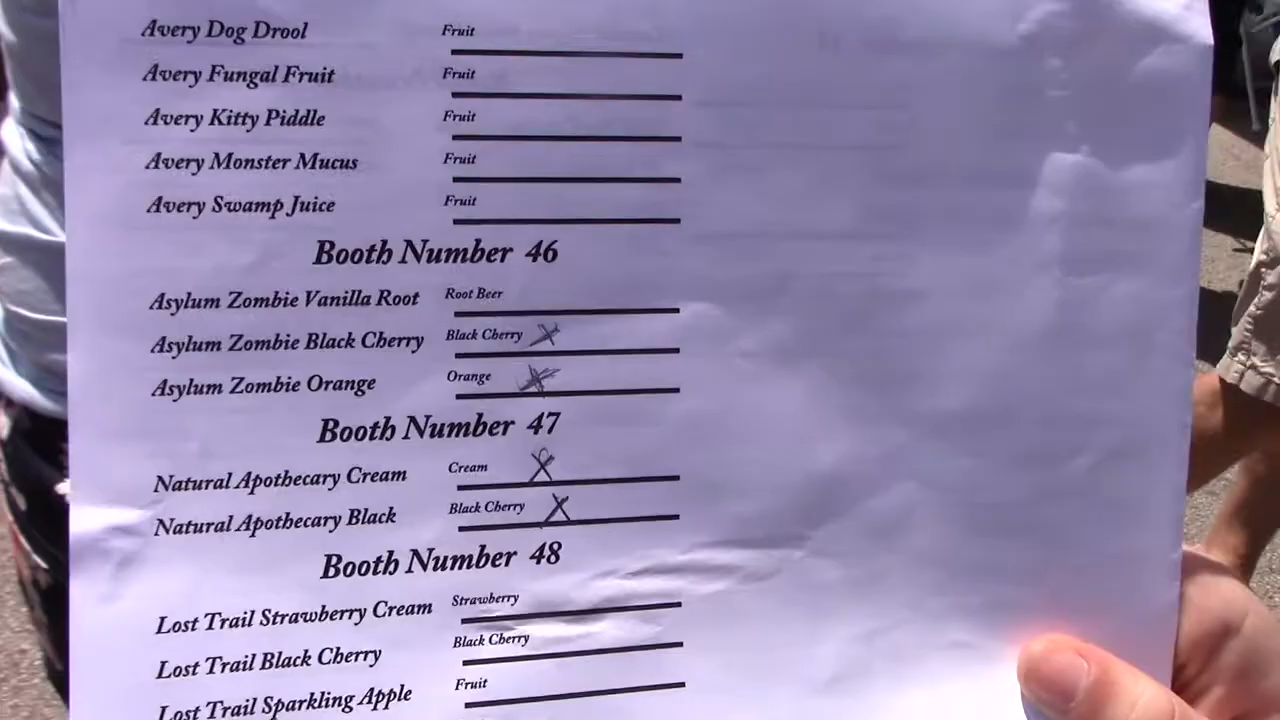 Avery Dog Drool Fruit
Avery Fungal Fruit Fruit
Avery Kitty Piddle Fruit
Avery Monster Mucus Fruit
Avery Swamp Juice Fruit
Booth Number 46
Asylum Zombie Vanilla Root Root Beer
Asylum Zombie Black Cherry Black Cherry X
Asylum Zombie Orange Orange X
Booth Number 47
Natural Apothecary Cream Cream X
Natural Apothecary Black Black Cherry X
Booth Number 48
Lost Trail Strawberry Cream Strawberry
Lost Trail Black Cherry Black Cherry
Lost Trail Sparkling Apple Fruit